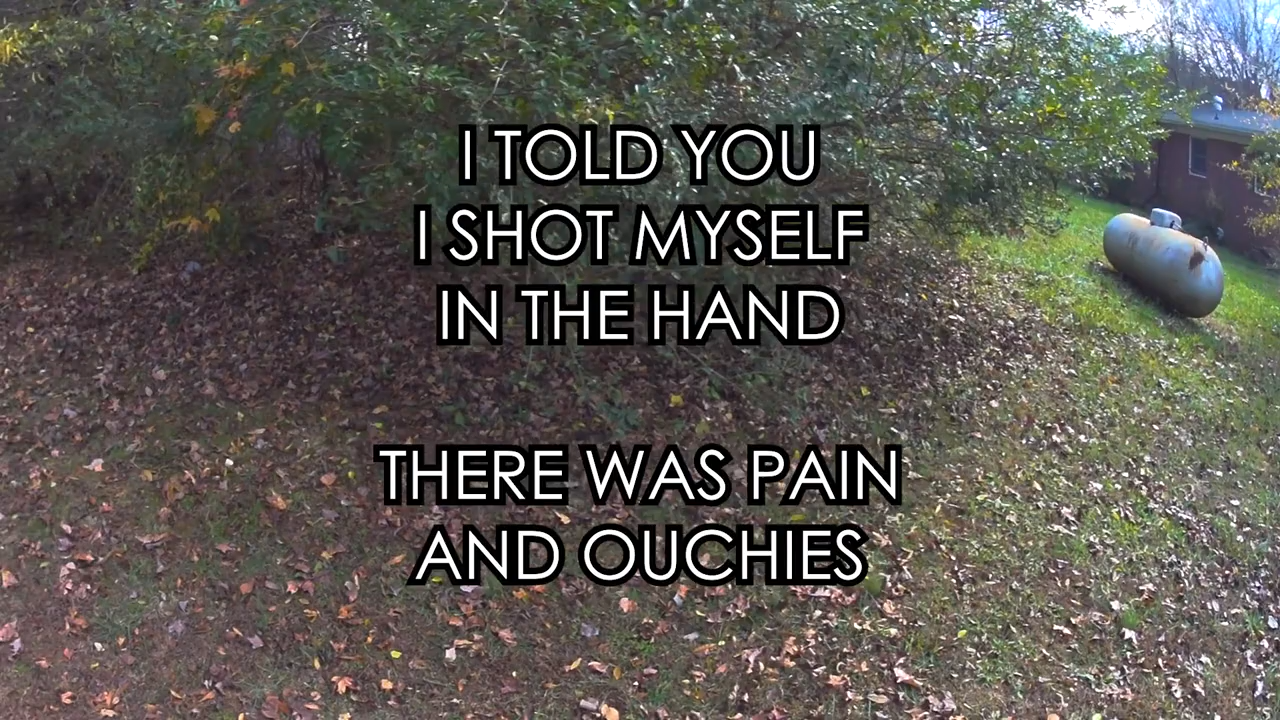 I TOLD YOU
I SHOT MYSELF
IN THE HAND
THERE WAS PAIN
AND OUCHIES